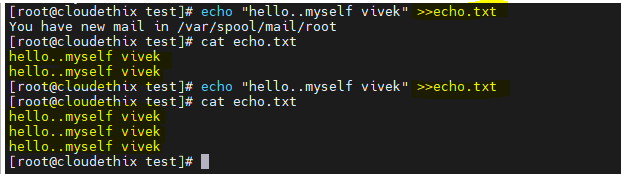 [root@cloudethix test]# echo "hello..myself vivek" >>echo.txt
You have new mail in /var/spool/mail/root
[root@cloudethix test]# cat echo.txt
hello..myself vivek
hello..myself vivek
[root@cloudethix test]# echo "hello..myself vivek" >>echo.txt
[root@cloudethix test]# cat echo.txt
hello..myself vivek
hello..myself vivek
hello..myself vivek
[root@cloudethix test]#